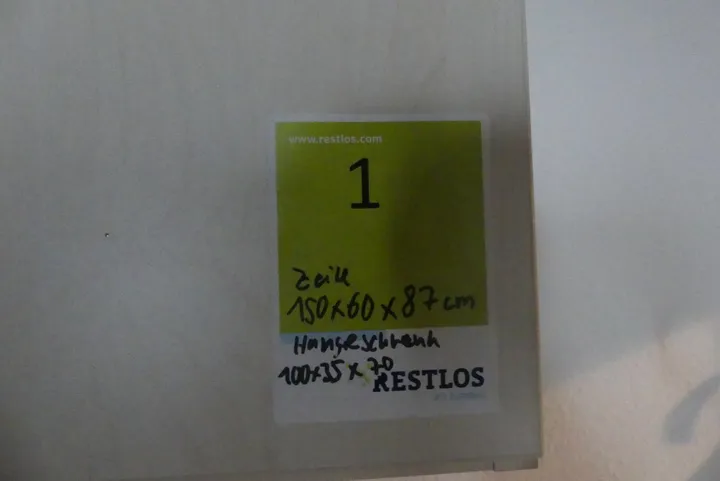 www.restlos.com
1
Zeile
150x60x87cm
Hängeschrank
100x35x70
RESTLOS